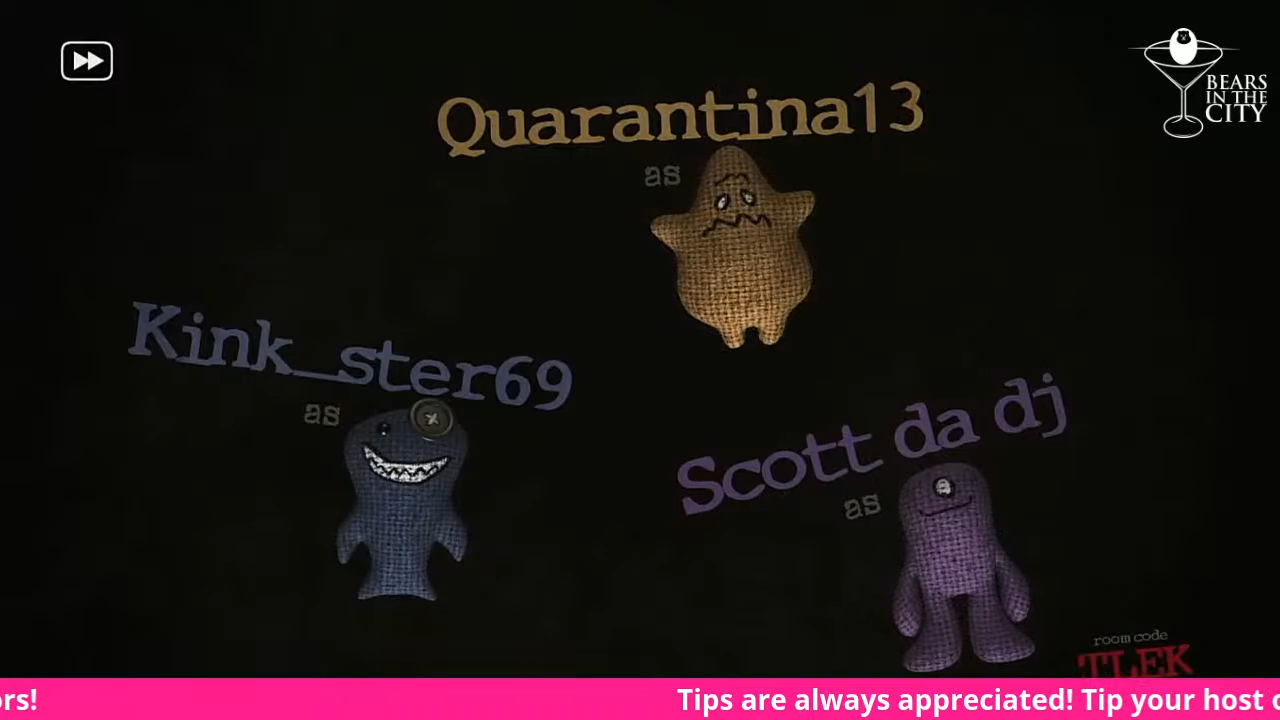 BEARS
IN THE
CITY
Quarantina13
as
Kink_ster69
as
Scott da dj
as
room code
TLEK
ors!
Tips are always appreciated! Tip your host o